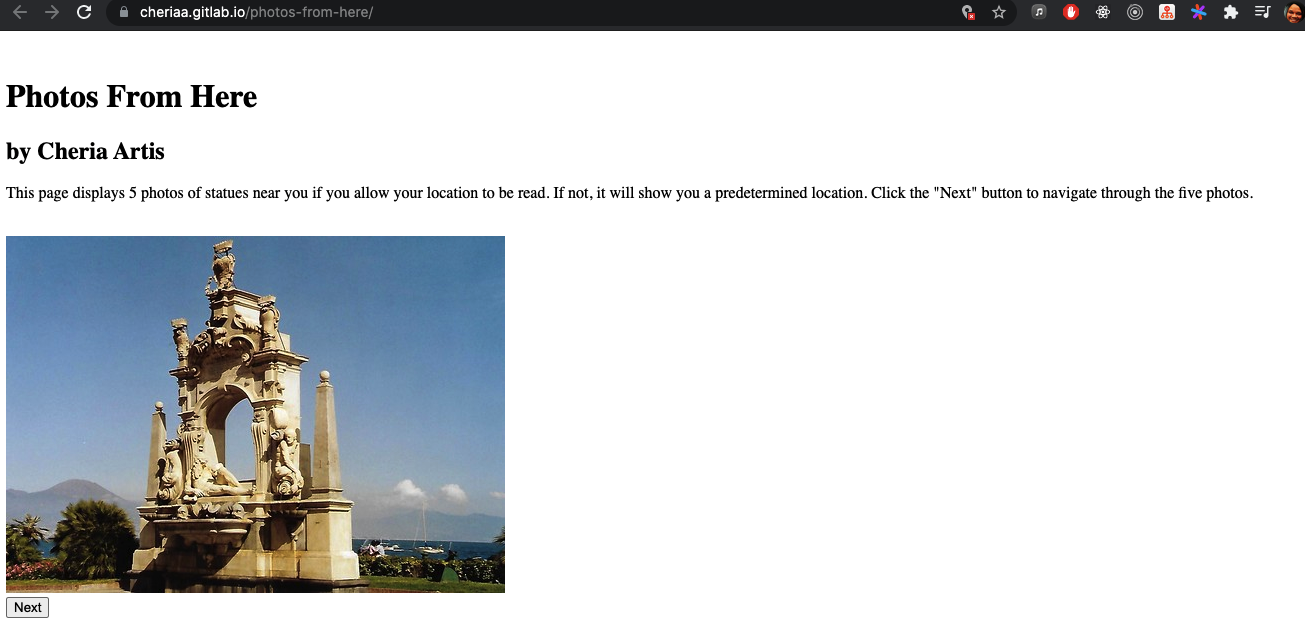 cheriaa.gitlab.io/photos-from-here/
Photos From Here
by Cheria Artis
This page displays 5 photos of statues near you if you allow your location to be read. If not, it will show you a predetermined location. Click the "Next" button to navigate through the five photos.
Next